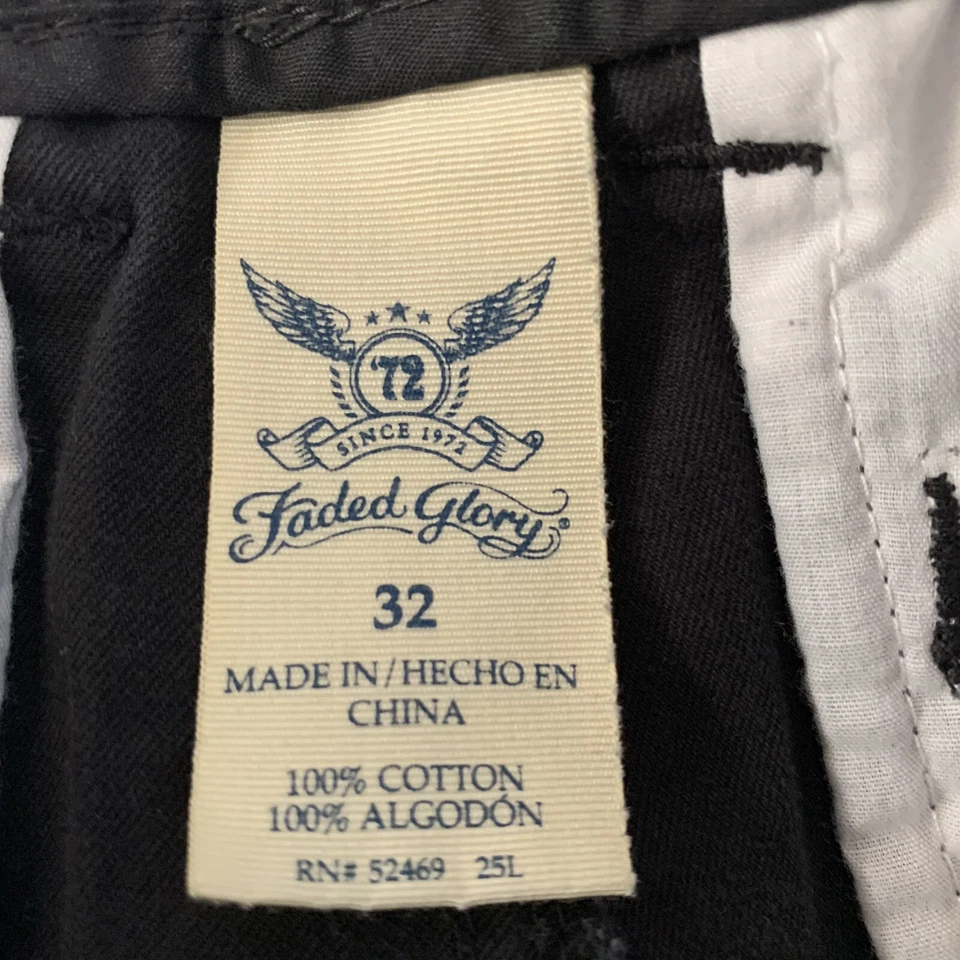 '72
SINCE 1972
Faded Glory®
32
MADE IN/HECHO EN
CHINA
100% COTTON
100% ALGODÓN
RN# 52469 25L